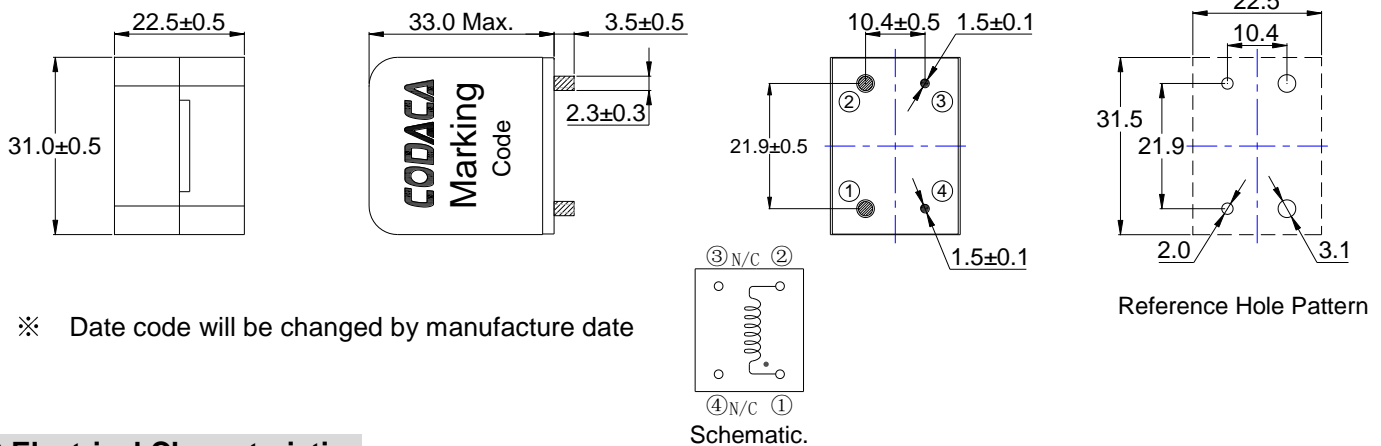 22.5±0.5
31.0±0.5
33.0 Max.
3.5±0.5
2.3±0.3
CODACA
Marking
Code
10.4±0.5
1.5±0.1
②
③
21.9±0.5
①
④
1.5±0.1
22.5
10.4
31.5
21.9
2.0
3.1
Reference Hole Pattern
③ N/C ②
④ N/C ①
Schematic.
※ Date code will be changed by manufacture date
Electrical Characteristics